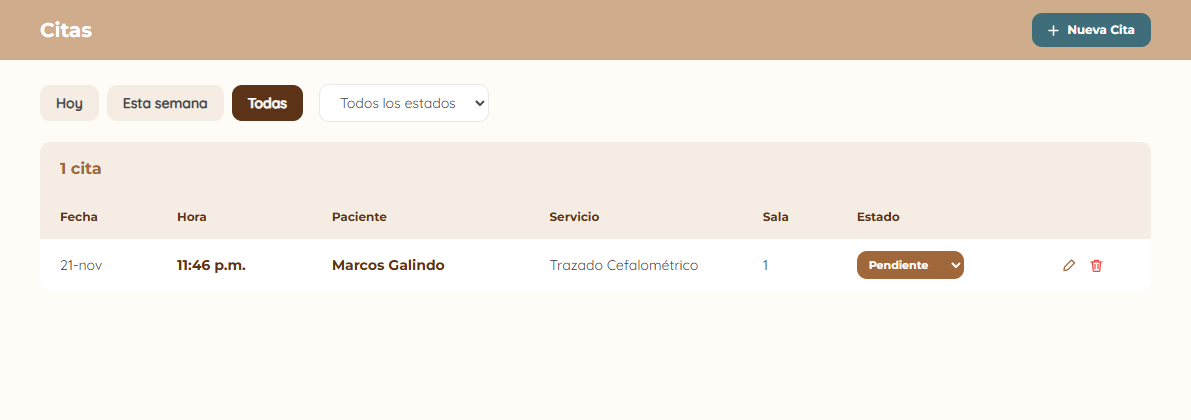 Citas
+ Nueva Cita
Hoy Esta semana Todas Todos los estados
1 cita
Fecha Hora Paciente Servicio Sala Estado
21-nov 11:46 p.m. Marcos Galindo Trazado Cefalométrico 1 Pendiente